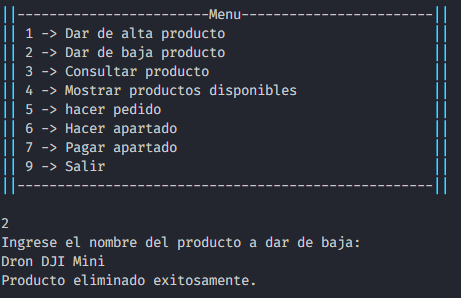 ||------------------------Menu------------------------||
|| 1 -> Dar de alta producto ||
|| 2 -> Dar de baja producto ||
|| 3 -> Consultar producto ||
|| 4 -> Mostrar productos disponibles ||
|| 5 -> hacer pedido ||
|| 6 -> Hacer apartado ||
|| 7 -> Pagar apartado ||
|| 9 -> Salir ||
||----------------------------------------------------||
2
Ingrese el nombre del producto a dar de baja:
Dron DJI Mini
Producto eliminado exitosamente.